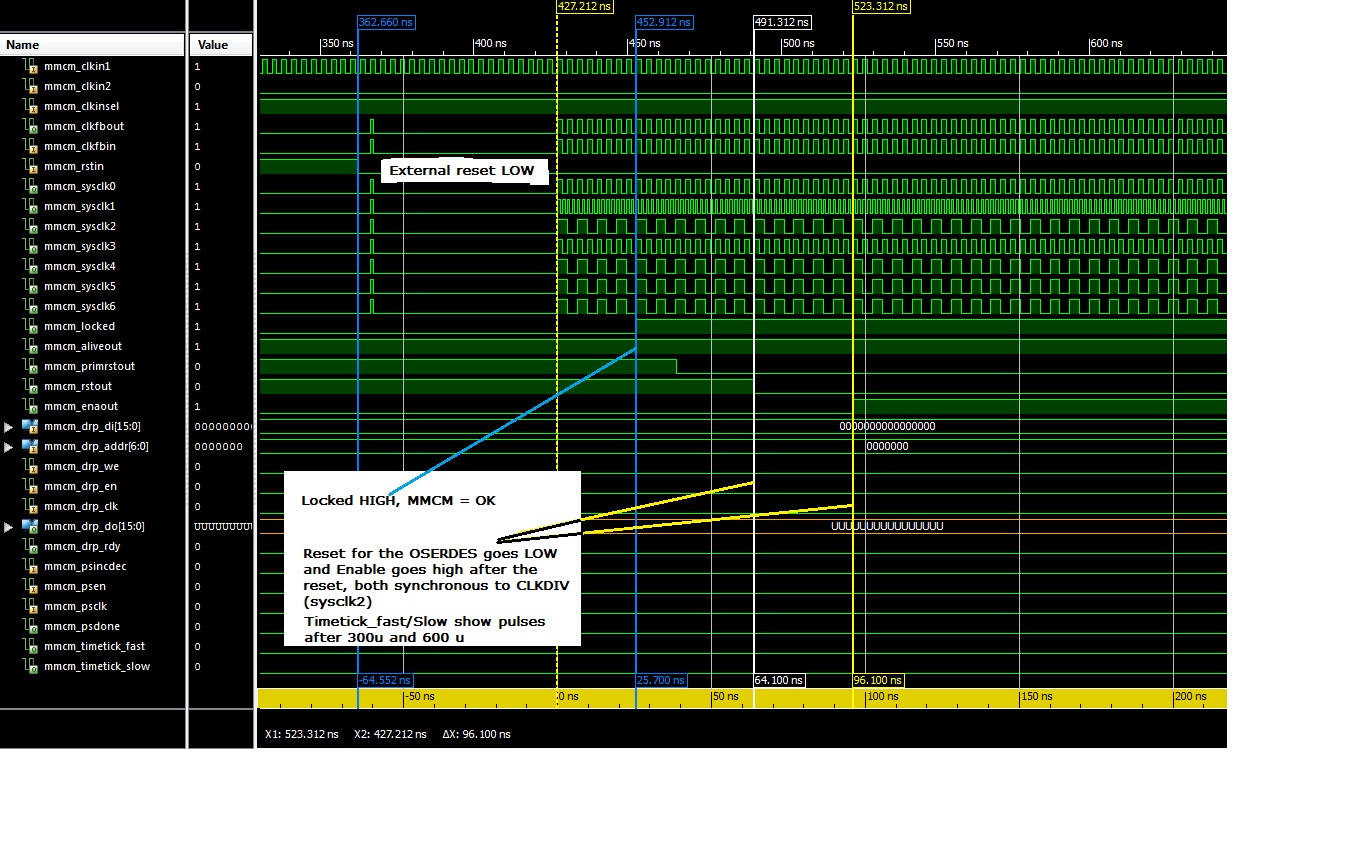 427.212 ns
523.312 ns
362.660 ns
452.912 ns
491.312 ns
Name
Value
350 ns
400 ns
450 ns
500 ns
550 ns
600 ns
mmcm_clkin1 1
mmcm_clkin2 0
mmcm_clkinsel 1
mmcm_clkfbout 1
mmcm_clkfbin 1
mmcm_rstin 0
External reset LOW
mmcm_sysclk0 1
mmcm_sysclk1 1
mmcm_sysclk2 1
mmcm_sysclk3 1
mmcm_sysclk4 1
mmcm_sysclk5 1
mmcm_sysclk6 1
mmcm_locked 1
mmcm_aliveout 1
mmcm_primrstout 0
mmcm_rstout 0
mmcm_enaout 1
mmcm_drp_di[15:0] 000000000 0000000000000000
mmcm_drp_addr[6:0] 0000000 0000000
mmcm_drp_we 0
mmcm_drp_en 0
mmcm_drp_clk 0
mmcm_drp_do[15:0] UUUUUUUUU UUUUUUUUUUUUUUUU
mmcm_drp_rdy 0
mmcm_psincdec 0
mmcm_psen 0
mmcm_psclk 0
mmcm_psdone 0
mmcm_timetick_fast 0
mmcm_timetick_slow 0
Locked HIGH, MMCM = OK
Reset for the OSERDES goes LOW
and Enable goes high after the
reset, both synchronous to CLKDIV
(sysclk2)
Timetick_fast/Slow show pulses
after 300u and 600 u
-64.552 ns
25.700 ns
64.100 ns
96.100 ns
-50 ns
0 ns
50 ns
100 ns
150 ns
200 ns
X1: 523.312 ns X2: 427.212 ns ΔX: 96.100 ns